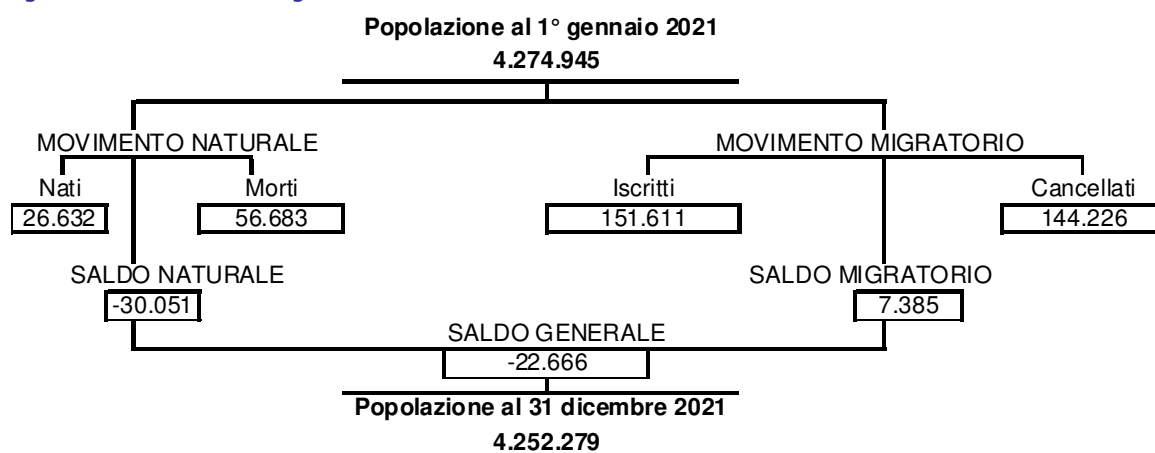 Popolazione al 1° gennaio 2021
4.274.945
MOVIMENTO NATURALE MOVIMENTO MIGRATORIO
Nati Morti Iscritti Cancellati
26.632 56.683 151.611 144.226
SALDO NATURALE SALDO MIGRATORIO
-30.051 7.385
SALDO GENERALE
-22.666
Popolazione al 31 dicembre 2021
4.252.279